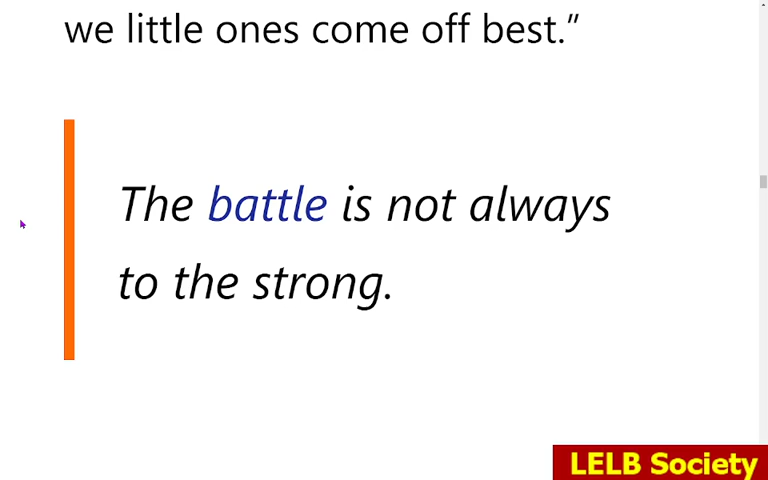 we little ones come off best.”
The battle is not always
to the strong.
LELB Society